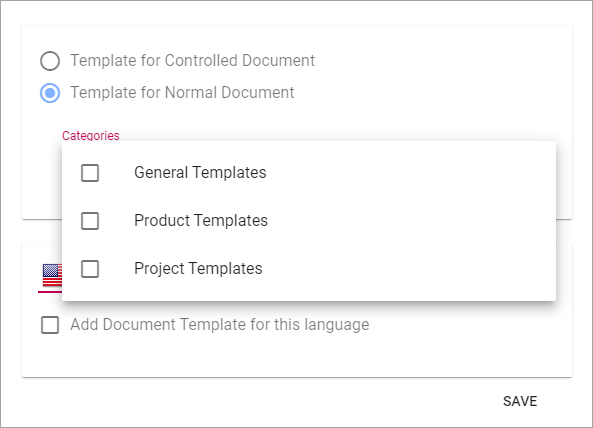 Template for Controlled Document
Template for Normal Document
Categories
General Templates
Product Templates
Project Templates
Add Document Template for this language
SAVE